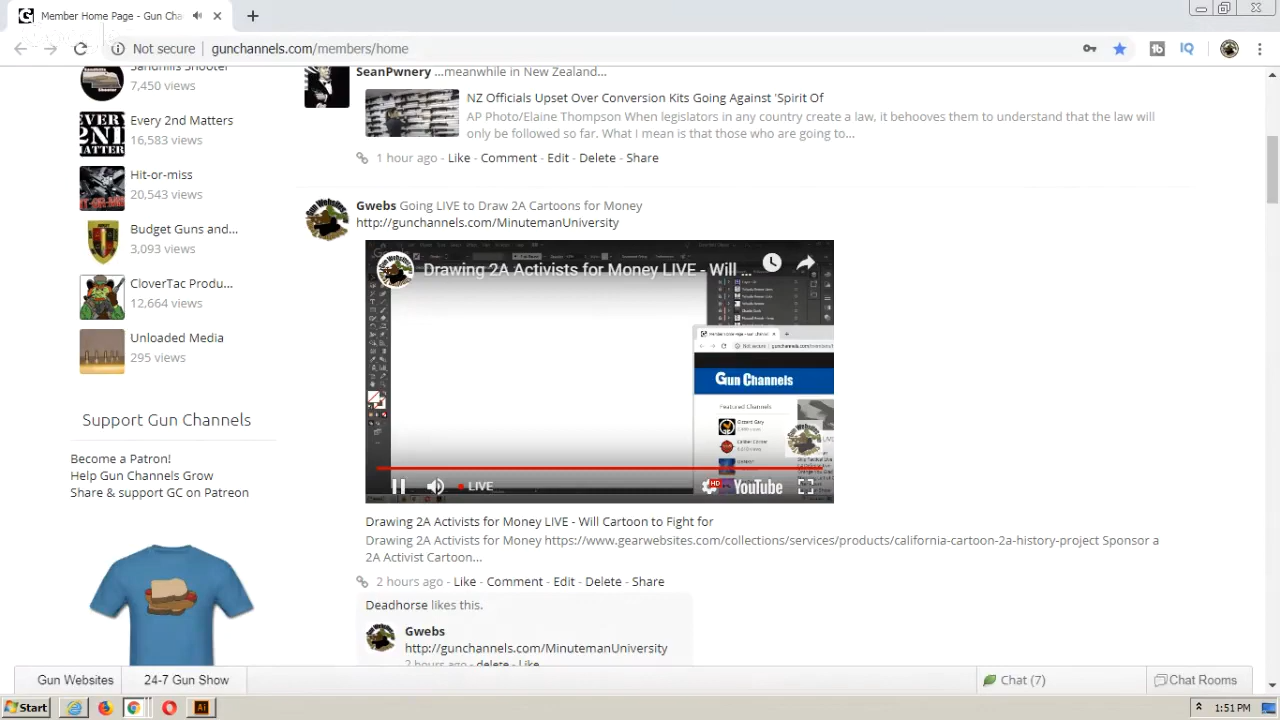 Member Home Page - Gun Cha
Not secure
gunchannels.com/members/home
Sandhills Shooter
7,450 views
Every 2nd Matters
16,583 views
Hit-or-miss
20,543 views
Budget Guns and...
3,093 views
CloverTac Produ...
12,664 views
Unloaded Media
295 views
Support Gun Channels
Become a Patron!
Help Gun Channels Grow
Share & support GC on Patreon
SeanPwnery ...meanwhile in New Zealand...
NZ Officials Upset Over Conversion Kits Going Against 'Spirit Of
AP Photo/Elaine Thompson When legislators in any country create a law, it behooves them to understand that the law will
only be followed so far. What I mean is that those who are going to...
1 hour ago - Like - Comment - Edit - Delete - Share
Gwebs Going LIVE to Draw 2A Cartoons for Money
http://gunchannels.com/MinutemanUniversity
Drawing 2A Activists for Money LIVE - Will ...
Gun Channels
Featured Channels
LIVE
HD
YouTube
Drawing 2A Activists for Money LIVE - Will Cartoon to Fight for
Drawing 2A Activists for Money https://www.gearwebsites.com/collections/services/products/california-cartoon-2a-history-project Sponsor a
2A Activist Cartoon...
2 hours ago - Like - Comment - Edit - Delete - Share
Deadhorse likes this.
Gwebs
http://gunchannels.com/MinutemanUniversity
2 hours ago - delete - Like
Gun Websites
24-7 Gun Show
Chat (7)
Chat Rooms
Start
1:51 PM